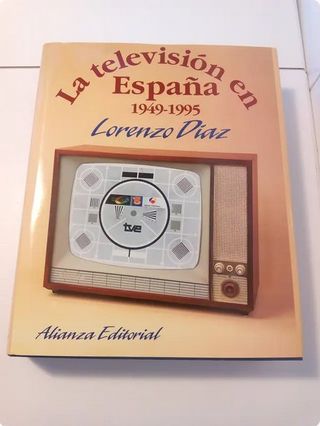 La televisión en
España
1949-1995
Lorenzo Díaz
tve
Alianza Editorial